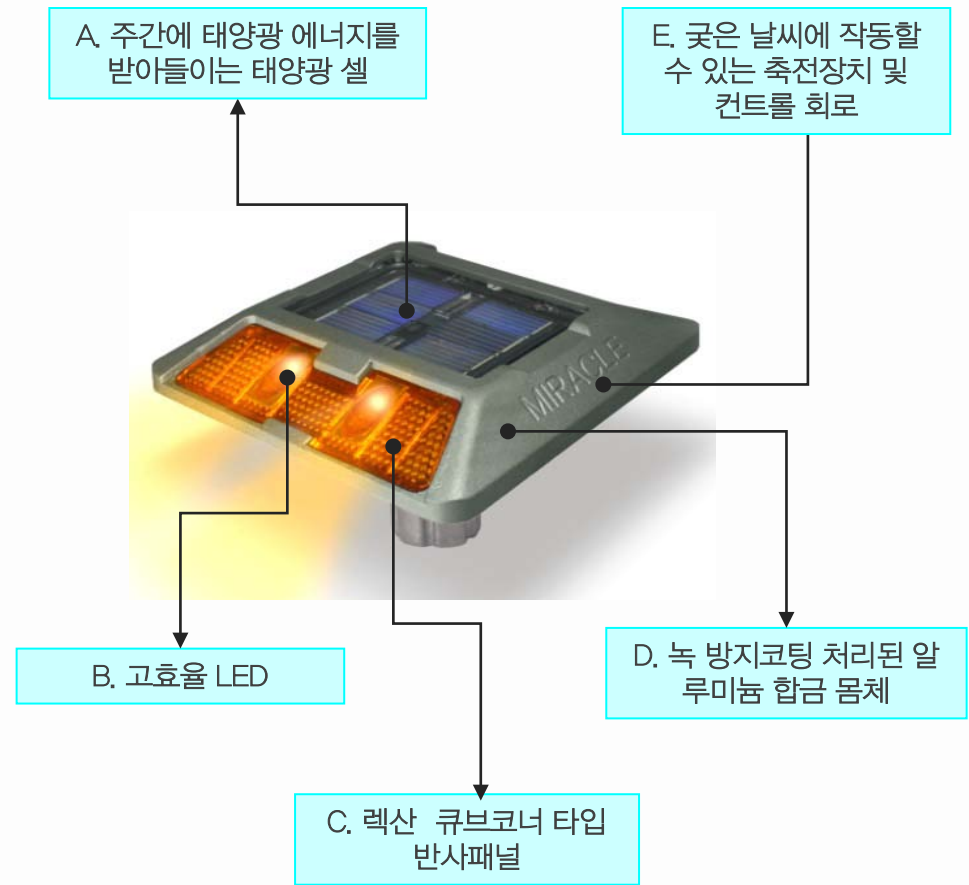 A. 주간에 태양광 에너지를
받아들이는 태양광 셀
E. 궂은 날씨에 작동할
수 있는 축전장치 및
컨트롤 회로
MIRACLE
B. 고효율 LED
D. 녹 방지코팅 처리된 알
루미늄 합금 몸체
C. 렉산 큐브코너 타입
반사패널